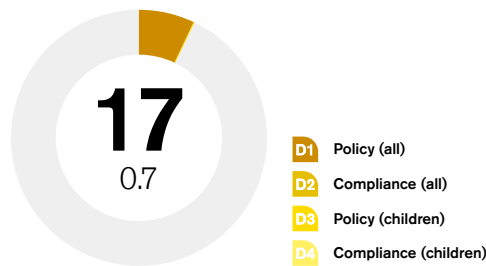 17
0.7
D1 Policy (all)
D2 Compliance (all)
D3 Policy (children)
D4 Compliance (children)